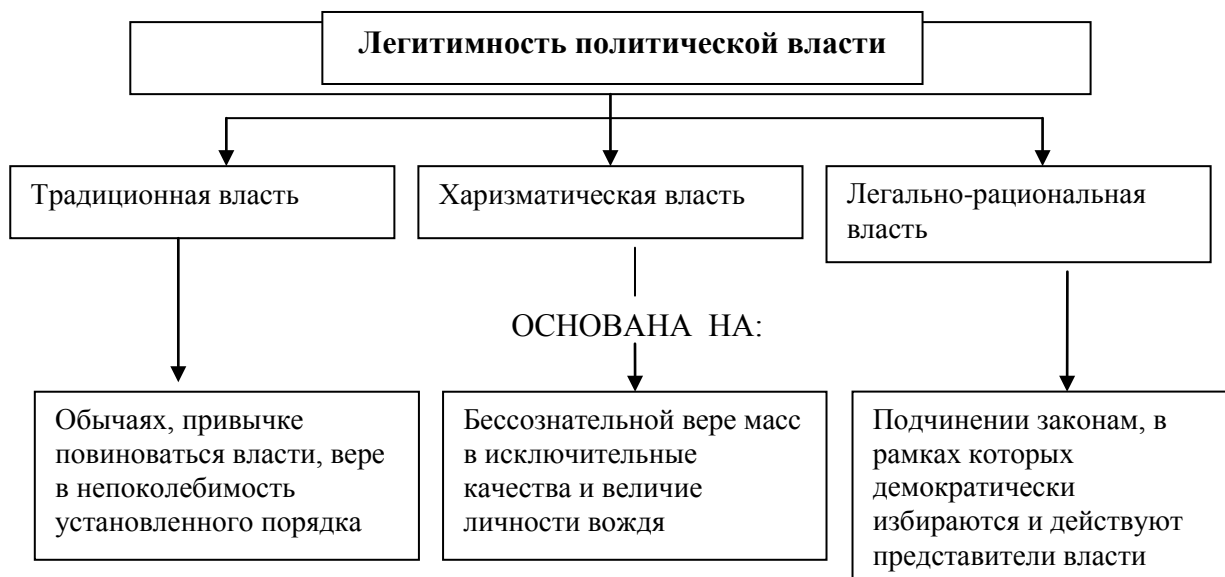 Легитимность политической власти
Традиционная власть
Харизматическая власть
Легально-рациональная
власть
ОСНОВАНА НА:
Обычаях, привычке
повиноваться власти, вере
в непоколебимость
установленного порядка
Бессознательной вере масс
в исключительные
качества и величие
личности вождя
Подчинении законам, в
рамках которых
демократически
избираются и действуют
представители власти